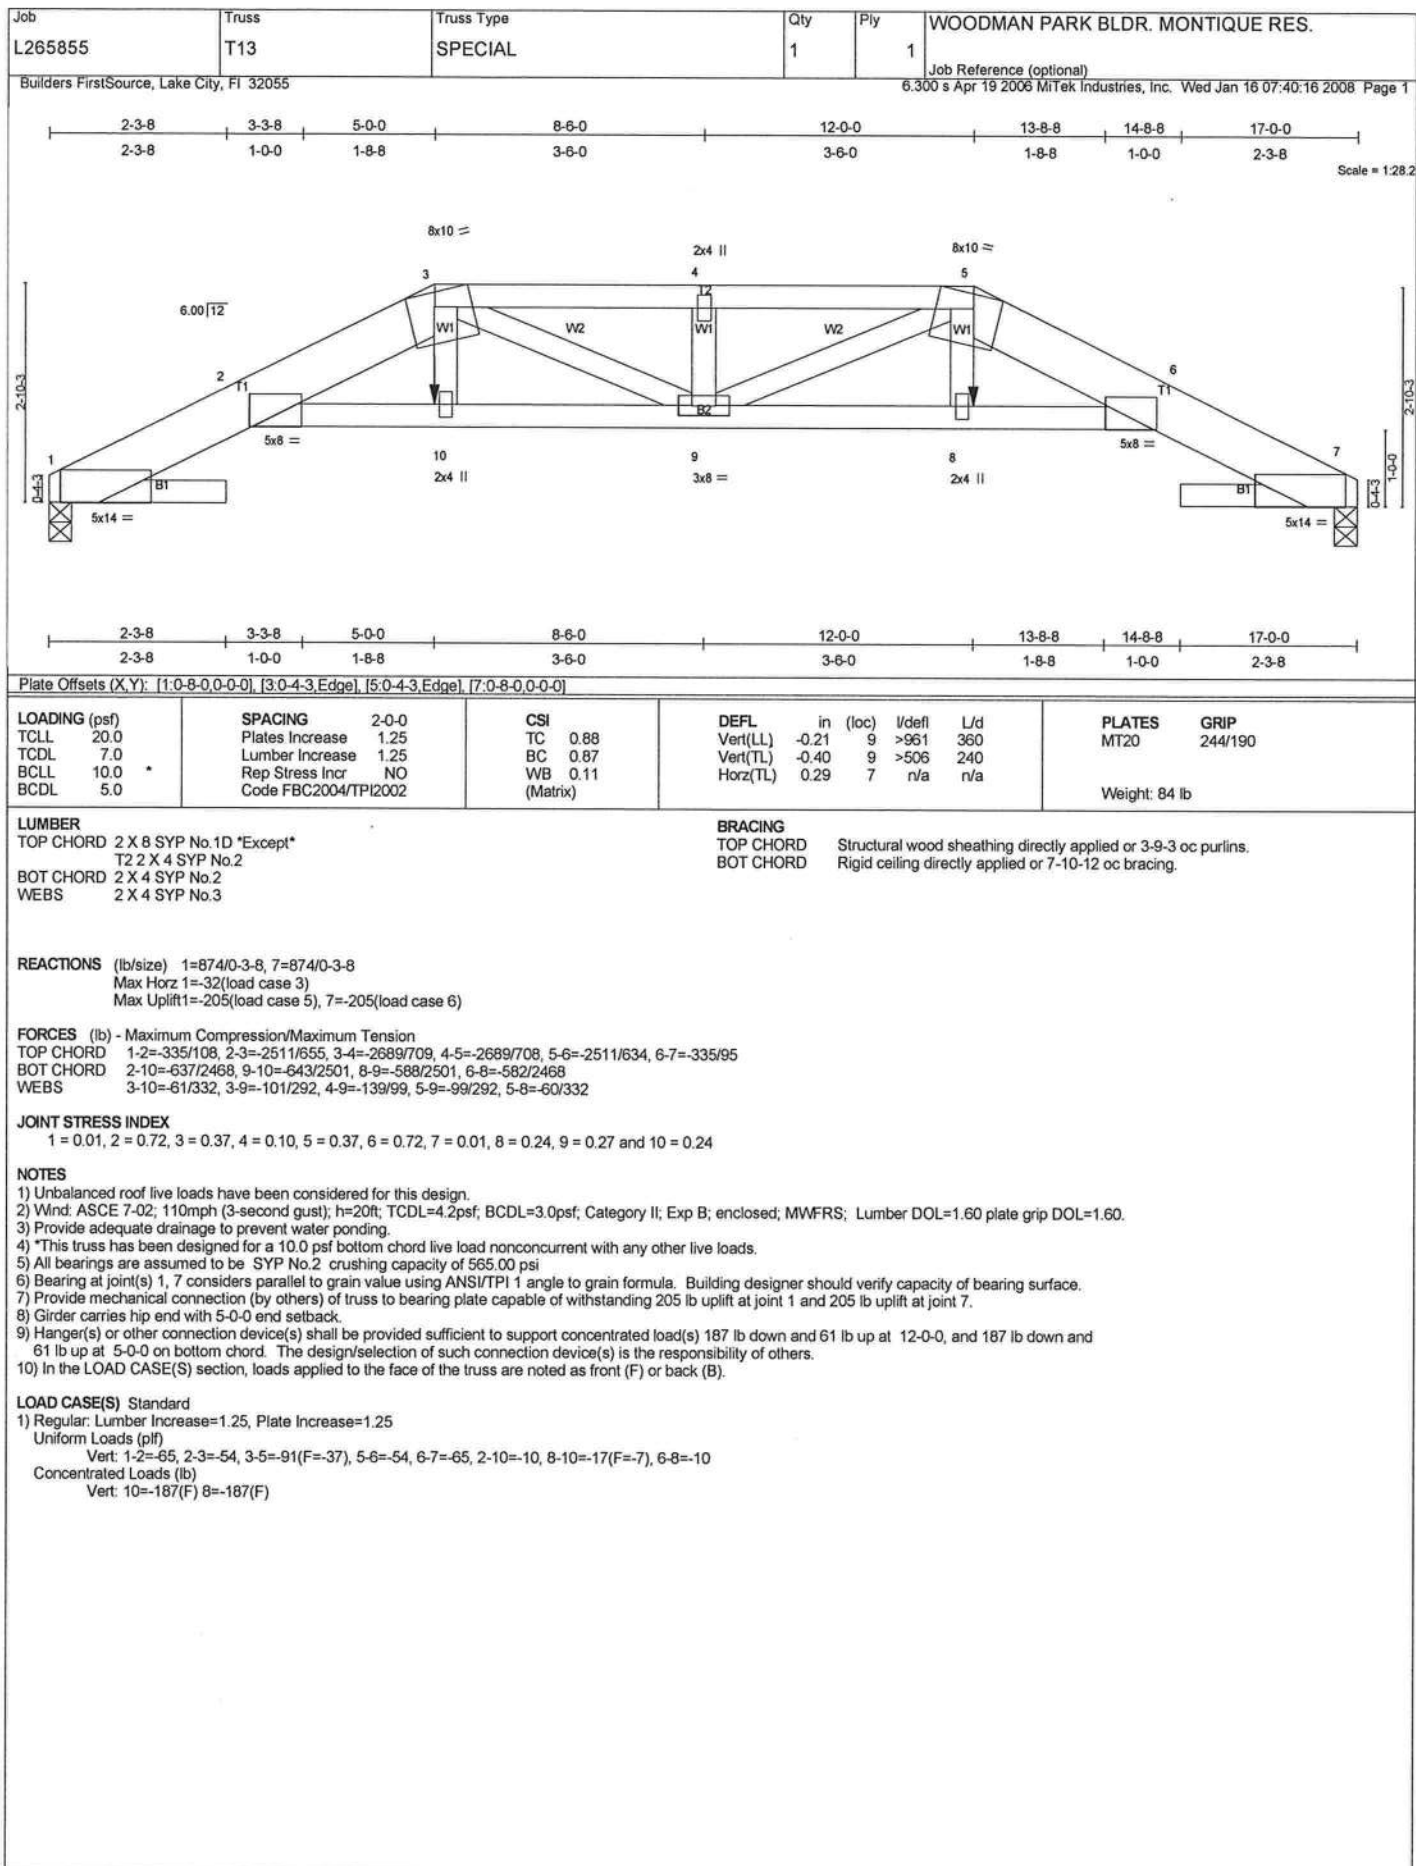 Job Truss Truss Type Qty Ply WOODMAN PARK BLDR. MONTIQUE RES.
L265855 T13 SPECIAL 1 1
Job Reference (optional)
Builders FirstSource, Lake City, Fl 32055 6.300 s Apr 19 2006 MiTek Industries, Inc. Wed Jan 16 07:40:16 2008 Page 1
2-3-8 3-3-8 5-0-0 8-6-0 12-0-0 13-8-8 14-8-8 17-0-0
2-3-8 1-0-0 1-8-8 3-6-0 3-6-0 1-8-8 1-0-0 2-3-8
Scale = 1:28.2
8x10 = 2x4 || 8x10 =
3 4 5
T2
6.00 12
W1 W2 W1 W2 W1
2 T1 6 T1
2-10-3 2-10-3
B2
5x8 = 5x8 =
10 9 8
2x4 || 3x8 = 2x4 ||
1 7
0-4-3 B1 B1 0-4-3 1-0-0
5x14 = 5x14 =
2-3-8 3-3-8 5-0-0 8-6-0 12-0-0 13-8-8 14-8-8 17-0-0
2-3-8 1-0-0 1-8-8 3-6-0 3-6-0 1-8-8 1-0-0 2-3-8
Plate Offsets (X,Y): [1:0-8-0,0-0-0], [3:0-4-3,Edge], [5:0-4-3,Edge], [7:0-8-0,0-0-0]
LOADING (psf) SPACING 2-0-0 CSI DEFL in (loc) l/defl L/d PLATES GRIP
TCLL 20.0 Plates Increase 1.25 TC 0.88 Vert(LL) -0.21 9 >961 360 MT20 244/190
TCDL 7.0 Lumber Increase 1.25 BC 0.87 Vert(TL) -0.40 9 >506 240
BCLL 10.0 * Rep Stress Incr NO WB 0.11 Horz(TL) 0.29 7 n/a n/a
BCDL 5.0 Code FBC2004/TPI2002 (Matrix) Weight: 84 lb
LUMBER BRACING
TOP CHORD 2 X 8 SYP No.1D *Except* TOP CHORD Structural wood sheathing directly applied or 3-9-3 oc purlins.
T2 2 X 4 SYP No.2 BOT CHORD Rigid ceiling directly applied or 7-10-12 oc bracing.
BOT CHORD 2 X 4 SYP No.2
WEBS 2 X 4 SYP No.3
REACTIONS (lb/size) 1=874/0-3-8, 7=874/0-3-8
Max Horz 1=-32(load case 3)
Max Uplift1=-205(load case 5), 7=-205(load case 6)
FORCES (lb) - Maximum Compression/Maximum Tension
TOP CHORD 1-2=-335/108, 2-3=-2511/655, 3-4=-2689/709, 4-5=-2689/708, 5-6=-2511/634, 6-7=-335/95
BOT CHORD 2-10=-637/2468, 9-10=-643/2501, 8-9=-588/2501, 6-8=-582/2468
WEBS 3-10=-61/332, 3-9=-101/292, 4-9=-139/99, 5-9=-99/292, 5-8=-60/332
JOINT STRESS INDEX
1 = 0.01, 2 = 0.72, 3 = 0.37, 4 = 0.10, 5 = 0.37, 6 = 0.72, 7 = 0.01, 8 = 0.24, 9 = 0.27 and 10 = 0.24
NOTES
1) Unbalanced roof live loads have been considered for this design.
2) Wind: ASCE 7-02; 110mph (3-second gust); h=20ft; TCDL=4.2psf; BCDL=3.0psf; Category II; Exp B; enclosed; MWFRS; Lumber DOL=1.60 plate grip DOL=1.60.
3) Provide adequate drainage to prevent water ponding.
4) *This truss has been designed for a 10.0 psf bottom chord live load nonconcurrent with any other live loads.
5) All bearings are assumed to be SYP No.2 crushing capacity of 565.00 psi
6) Bearing at joint(s) 1, 7 considers parallel to grain value using ANSI/TPI 1 angle to grain formula. Building designer should verify capacity of bearing surface.
7) Provide mechanical connection (by others) of truss to bearing plate capable of withstanding 205 lb uplift at joint 1 and 205 lb uplift at joint 7.
8) Girder carries hip end with 5-0-0 end setback.
9) Hanger(s) or other connection device(s) shall be provided sufficient to support concentrated load(s) 187 lb down and 61 lb up at 12-0-0, and 187 lb down and
61 lb up at 5-0-0 on bottom chord. The design/selection of such connection device(s) is the responsibility of others.
10) In the LOAD CASE(S) section, loads applied to the face of the truss are noted as front (F) or back (B).
LOAD CASE(S) Standard
1) Regular: Lumber Increase=1.25, Plate Increase=1.25
Uniform Loads (plf)
Vert: 1-2=-65, 2-3=-54, 3-5=-91(F=-37), 5-6=-54, 6-7=-65, 2-10=-10, 8-10=-17(F=-7), 6-8=-10
Concentrated Loads (lb)
Vert: 10=-187(F) 8=-187(F)